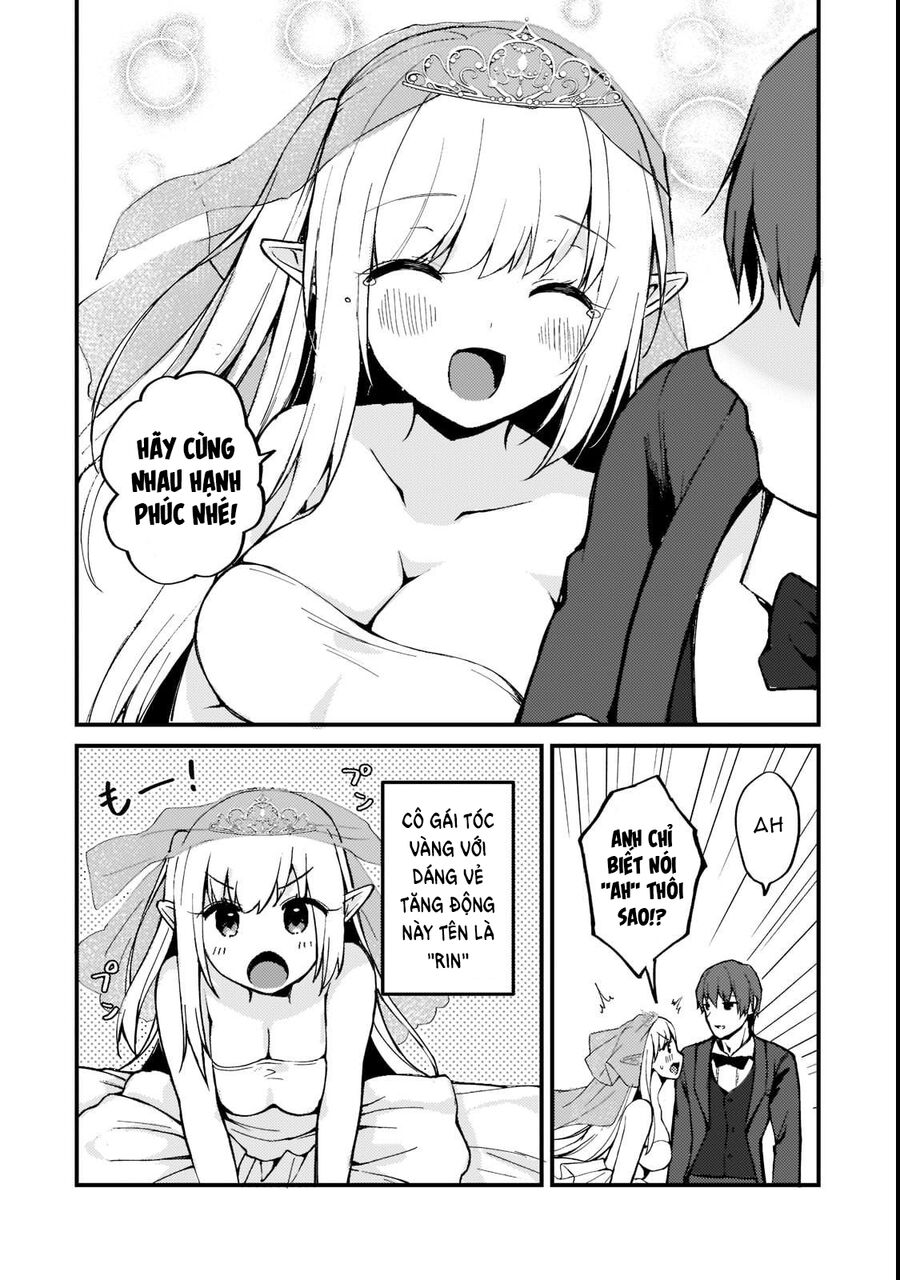 HÃY CÙNG
NHAU HẠNH
PHÚC NHÉ!
AH
ANH CHỈ
BIẾT NÓI
"AH" THÔI
SAO!?
もー!
プン
プン
CÔ GÁI TÓC
VÀNG VỚI
DÁNG VẺ
TĂNG ĐỘNG
NÀY TÊN LÀ
"RIN"